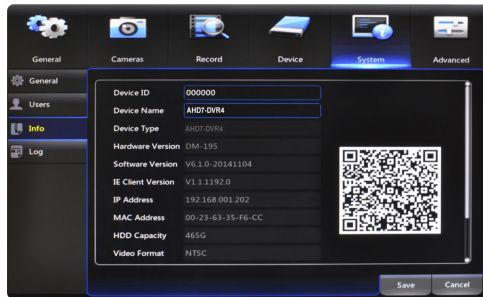 General Cameras Record Device System Advanced
General
Users
Info
Log
Device ID 000000
Device Name AHD7-DVR4
Device Type AHD7-DVR4
Hardware Version DM-195
Software Version V6.1.0-20141104
IE Client Version V1.1.1192.0
IP Address 192.168.001.202
MAC Address 00-23-63-35-F6-CC
HDD Capacity 465G
Video Format NTSC
Save Cancel